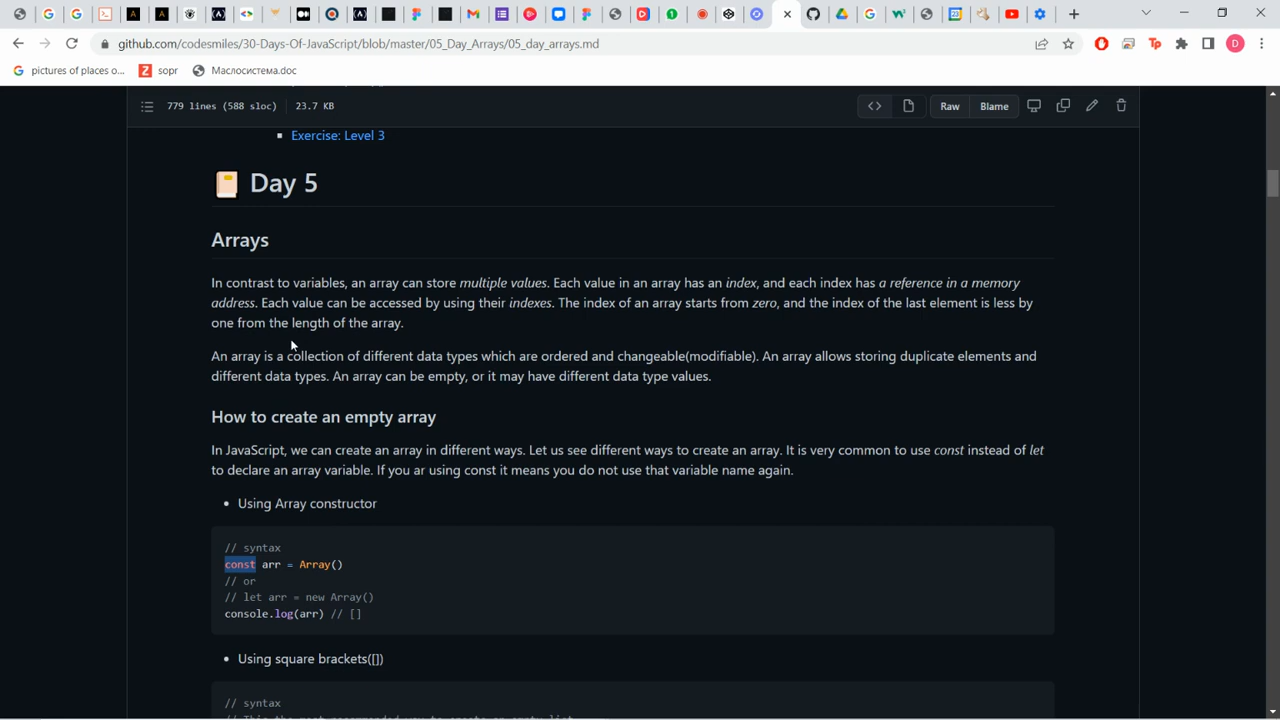 github.com/codesmiles/30-Days-Of-JavaScript/blob/master/05_Day_Arrays/05_day_arrays.md
D
pictures of places o...
sopr
Маслосистема.doc
779 lines (588 sloc)
23.7 KB
Raw
Blame
Exercise: Level 3
Day 5
Arrays
In contrast to variables, an array can store multiple values. Each value in an array has an index, and each index has a reference in a memory
address. Each value can be accessed by using their indexes. The index of an array starts from zero, and the index of the last element is less by
one from the length of the array.
An array is a collection of different data types which are ordered and changeable(modifiable). An array allows storing duplicate elements and
different data types. An array can be empty, or it may have different data type values.
How to create an empty array
In JavaScript, we can create an array in different ways. Let us see different ways to create an array. It is very common to use const instead of let
to declare an array variable. If you ar using const it means you do not use that variable name again.
• Using Array constructor
// syntax
const arr = Array()
// or
// let arr = new Array()
console.log(arr) // []
• Using square brackets([])
// syntax